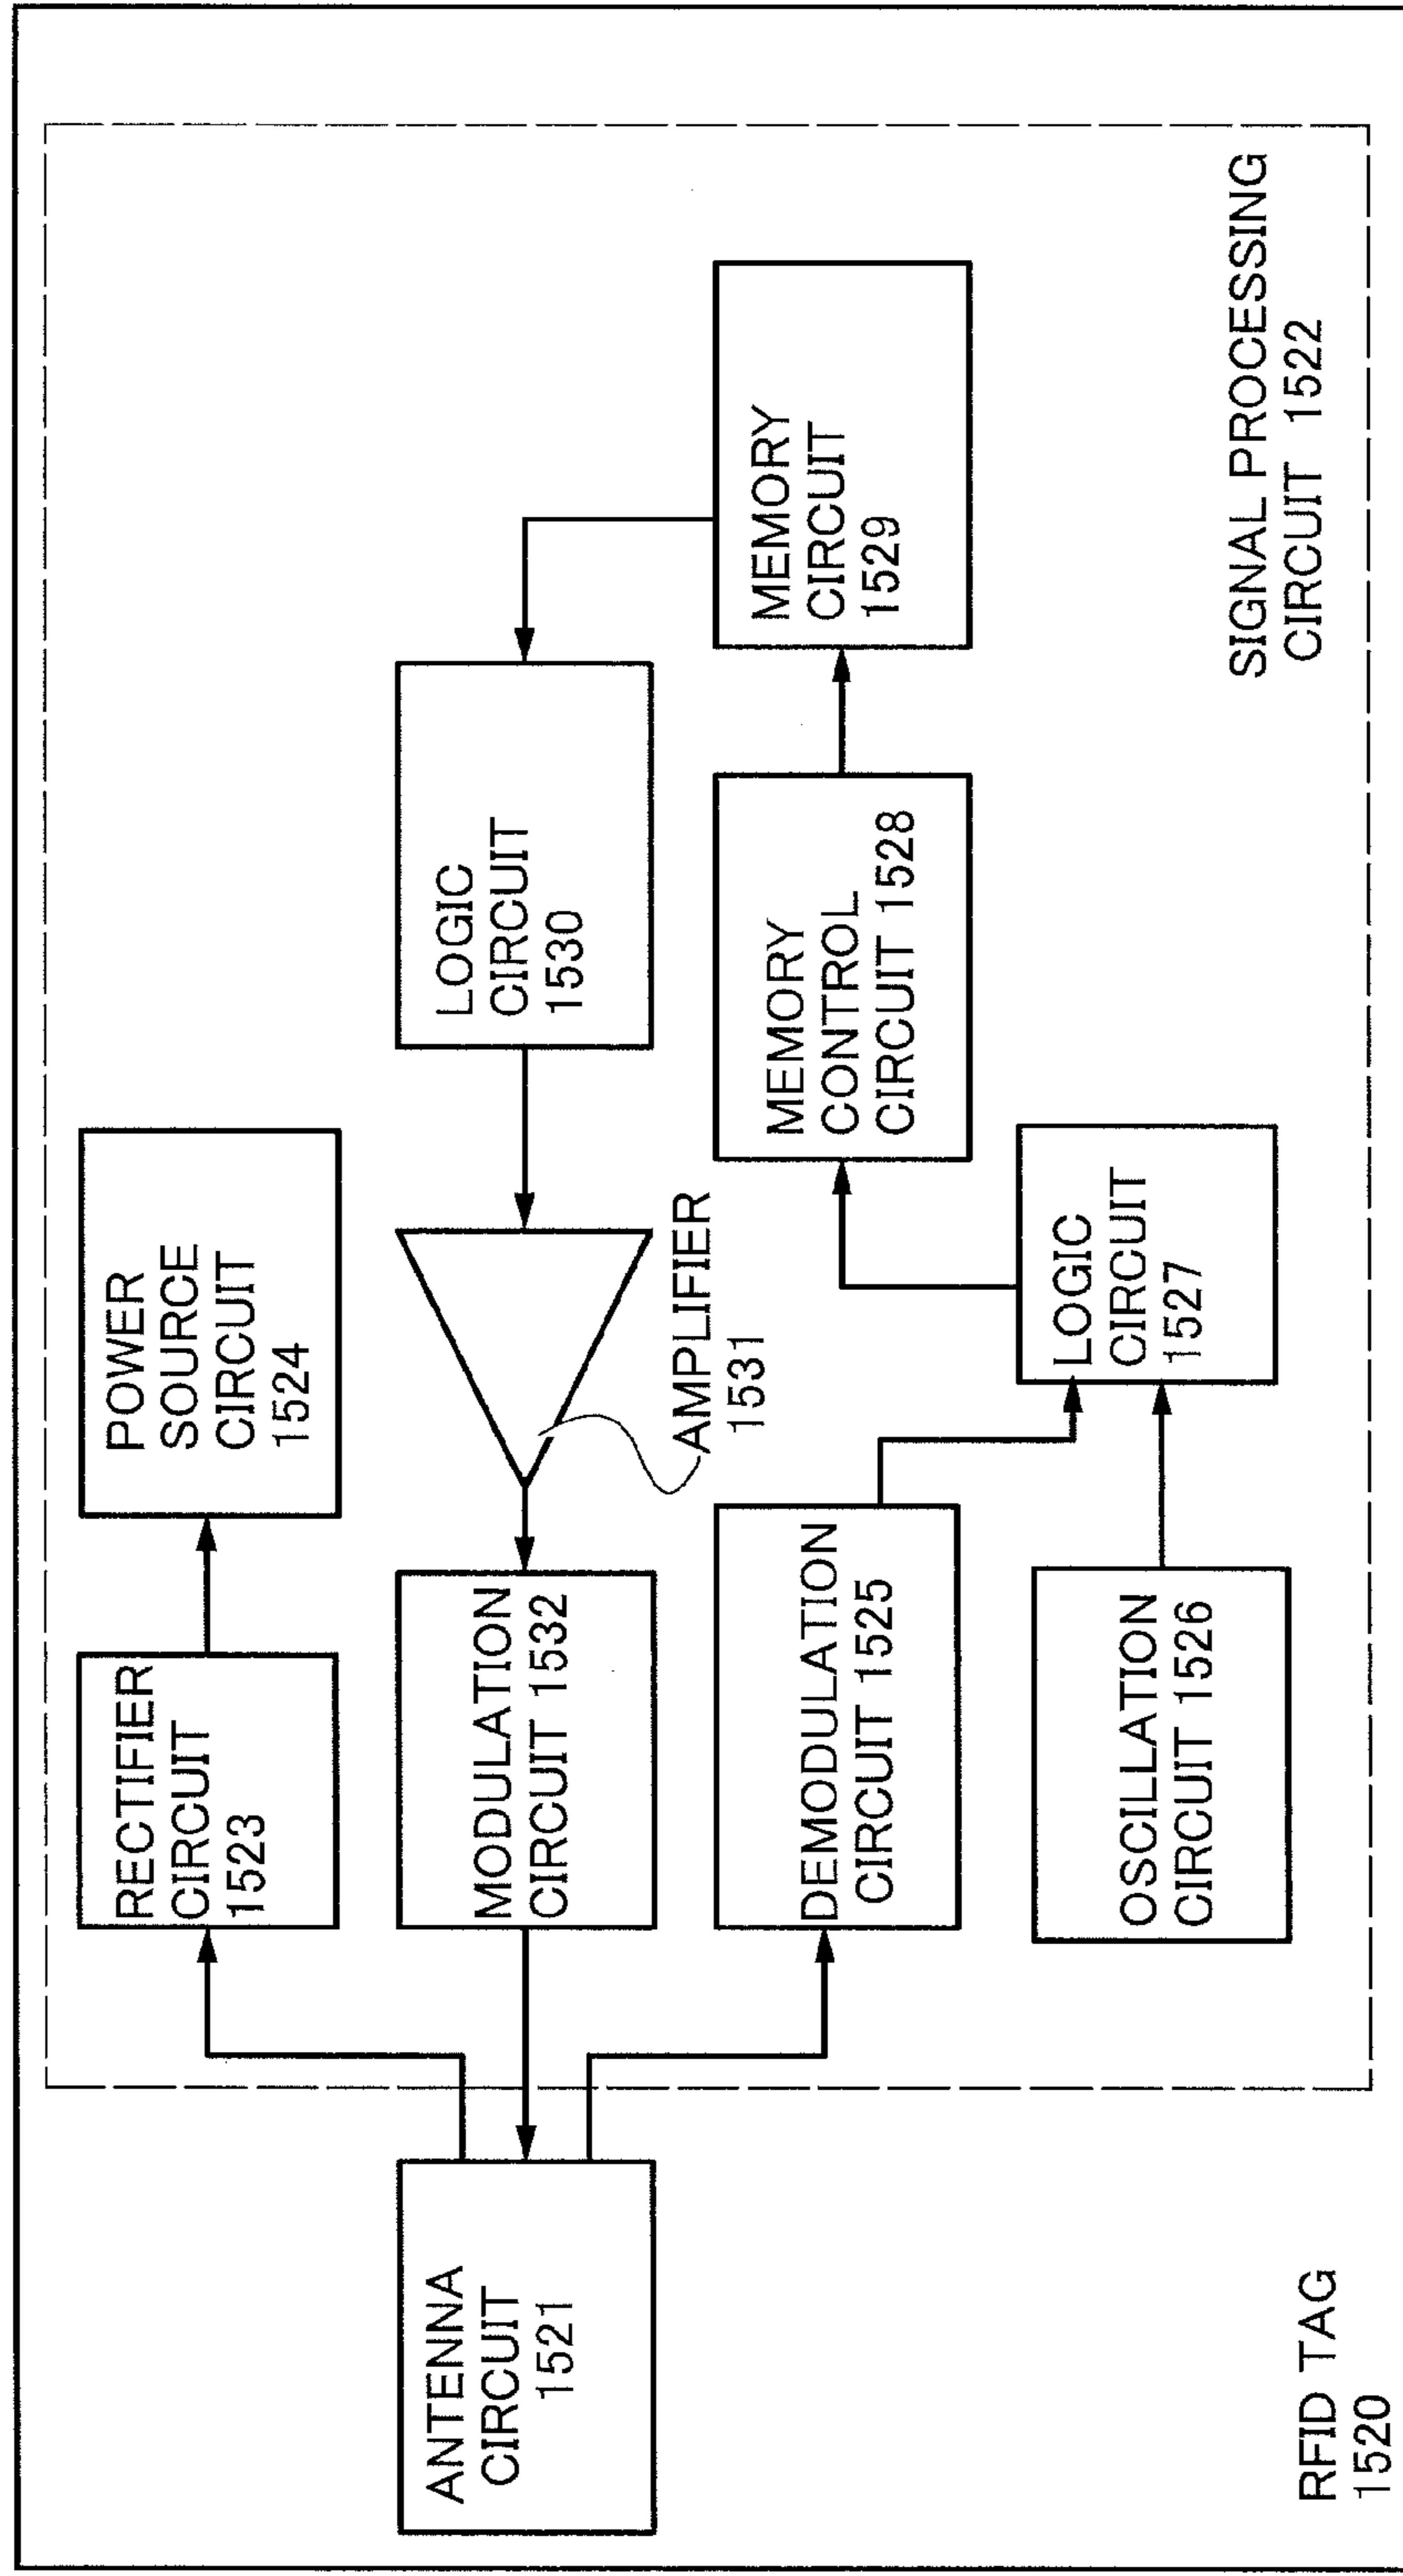 RECTIFIER
CIRCUIT
1523
POWER
SOURCE
CIRCUIT
1524
ANTENNA
CIRCUIT
1521
MODULATION
CIRCUIT 1532
AMPLIFIER
1531
LOGIC
CIRCUIT
1530
DEMODULATION
CIRCUIT 1525
MEMORY
CONTROL
CIRCUIT 1528
MEMORY
CIRCUIT
1529
OSCILLATION
CIRCUIT 1526
LOGIC
CIRCUIT
1527
SIGNAL PROCESSING
CIRCUIT 1522
RFID TAG
1520